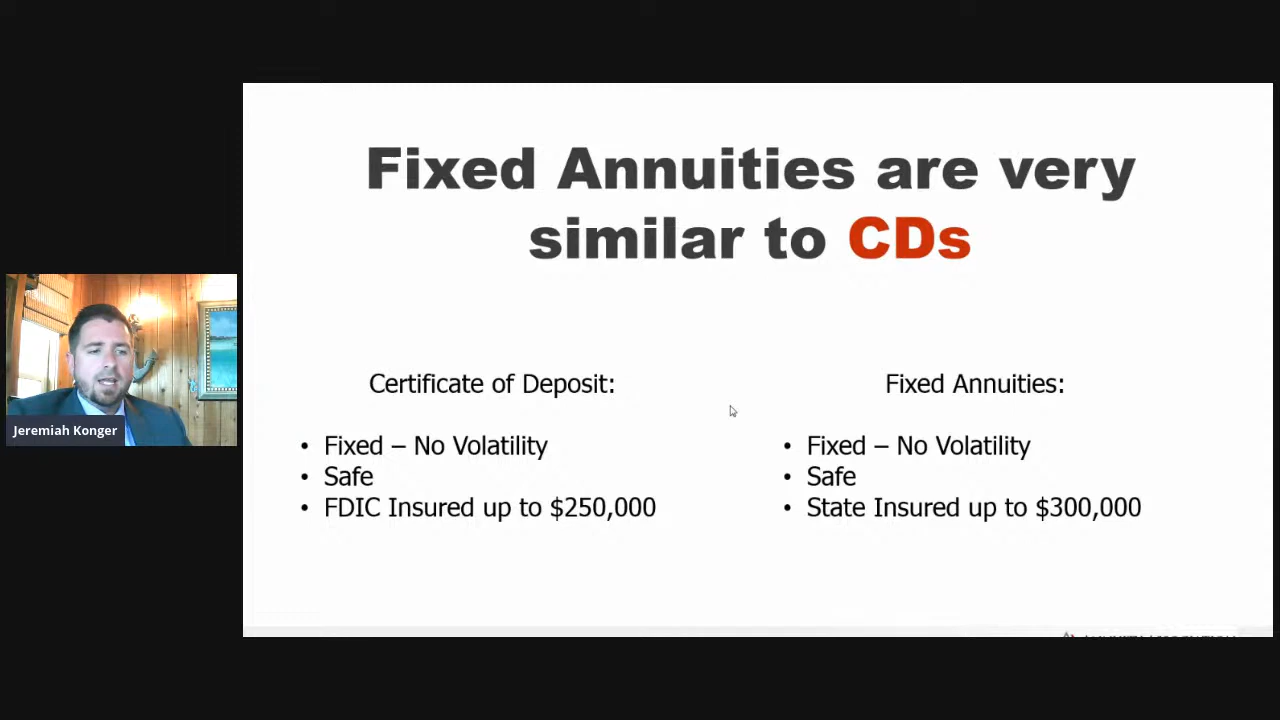 Fixed Annuities are very
similar to CDs
Certificate of Deposit:
• Fixed – No Volatility
• Safe
• FDIC Insured up to $250,000
Fixed Annuities:
• Fixed – No Volatility
• Safe
• State Insured up to $300,000
Jeremiah Konger